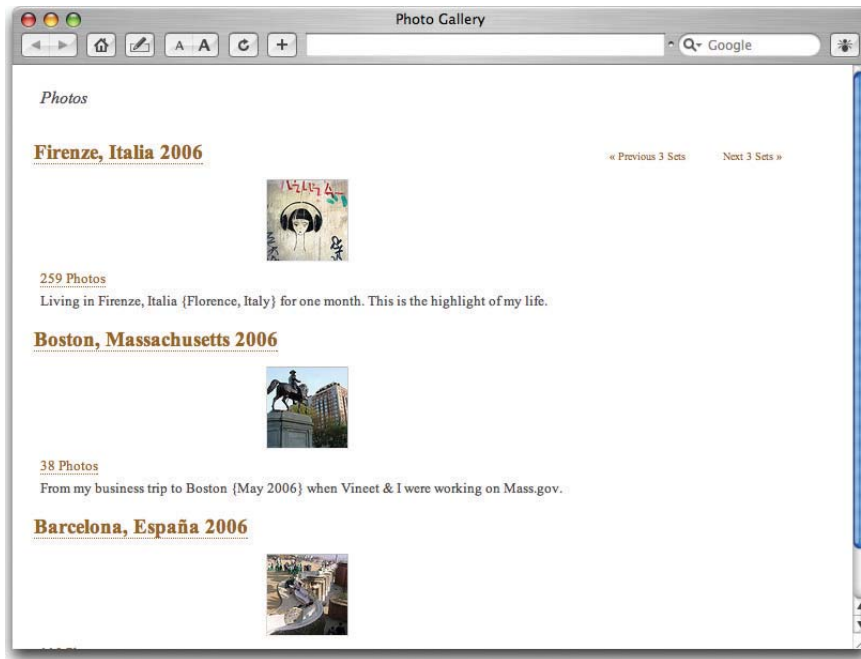 Photo Gallery
A A
Google
Photos
Firenze, Italia 2006
« Previous 3 Sets Next 3 Sets »
259 Photos
Living in Firenze, Italia {Florence, Italy} for one month. This is the highlight of my life.
Boston, Massachusetts 2006
38 Photos
From my business trip to Boston {May 2006} when Vineet & I were working on Mass.gov.
Barcelona, España 2006